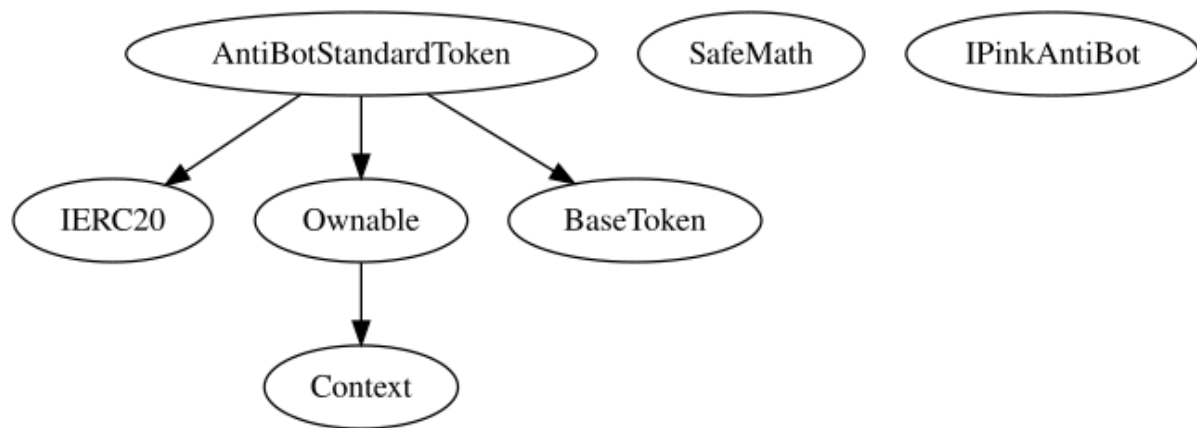 AntiBotStandardToken
SafeMath
IPinkAntiBot
IERC20
Ownable
BaseToken
Context